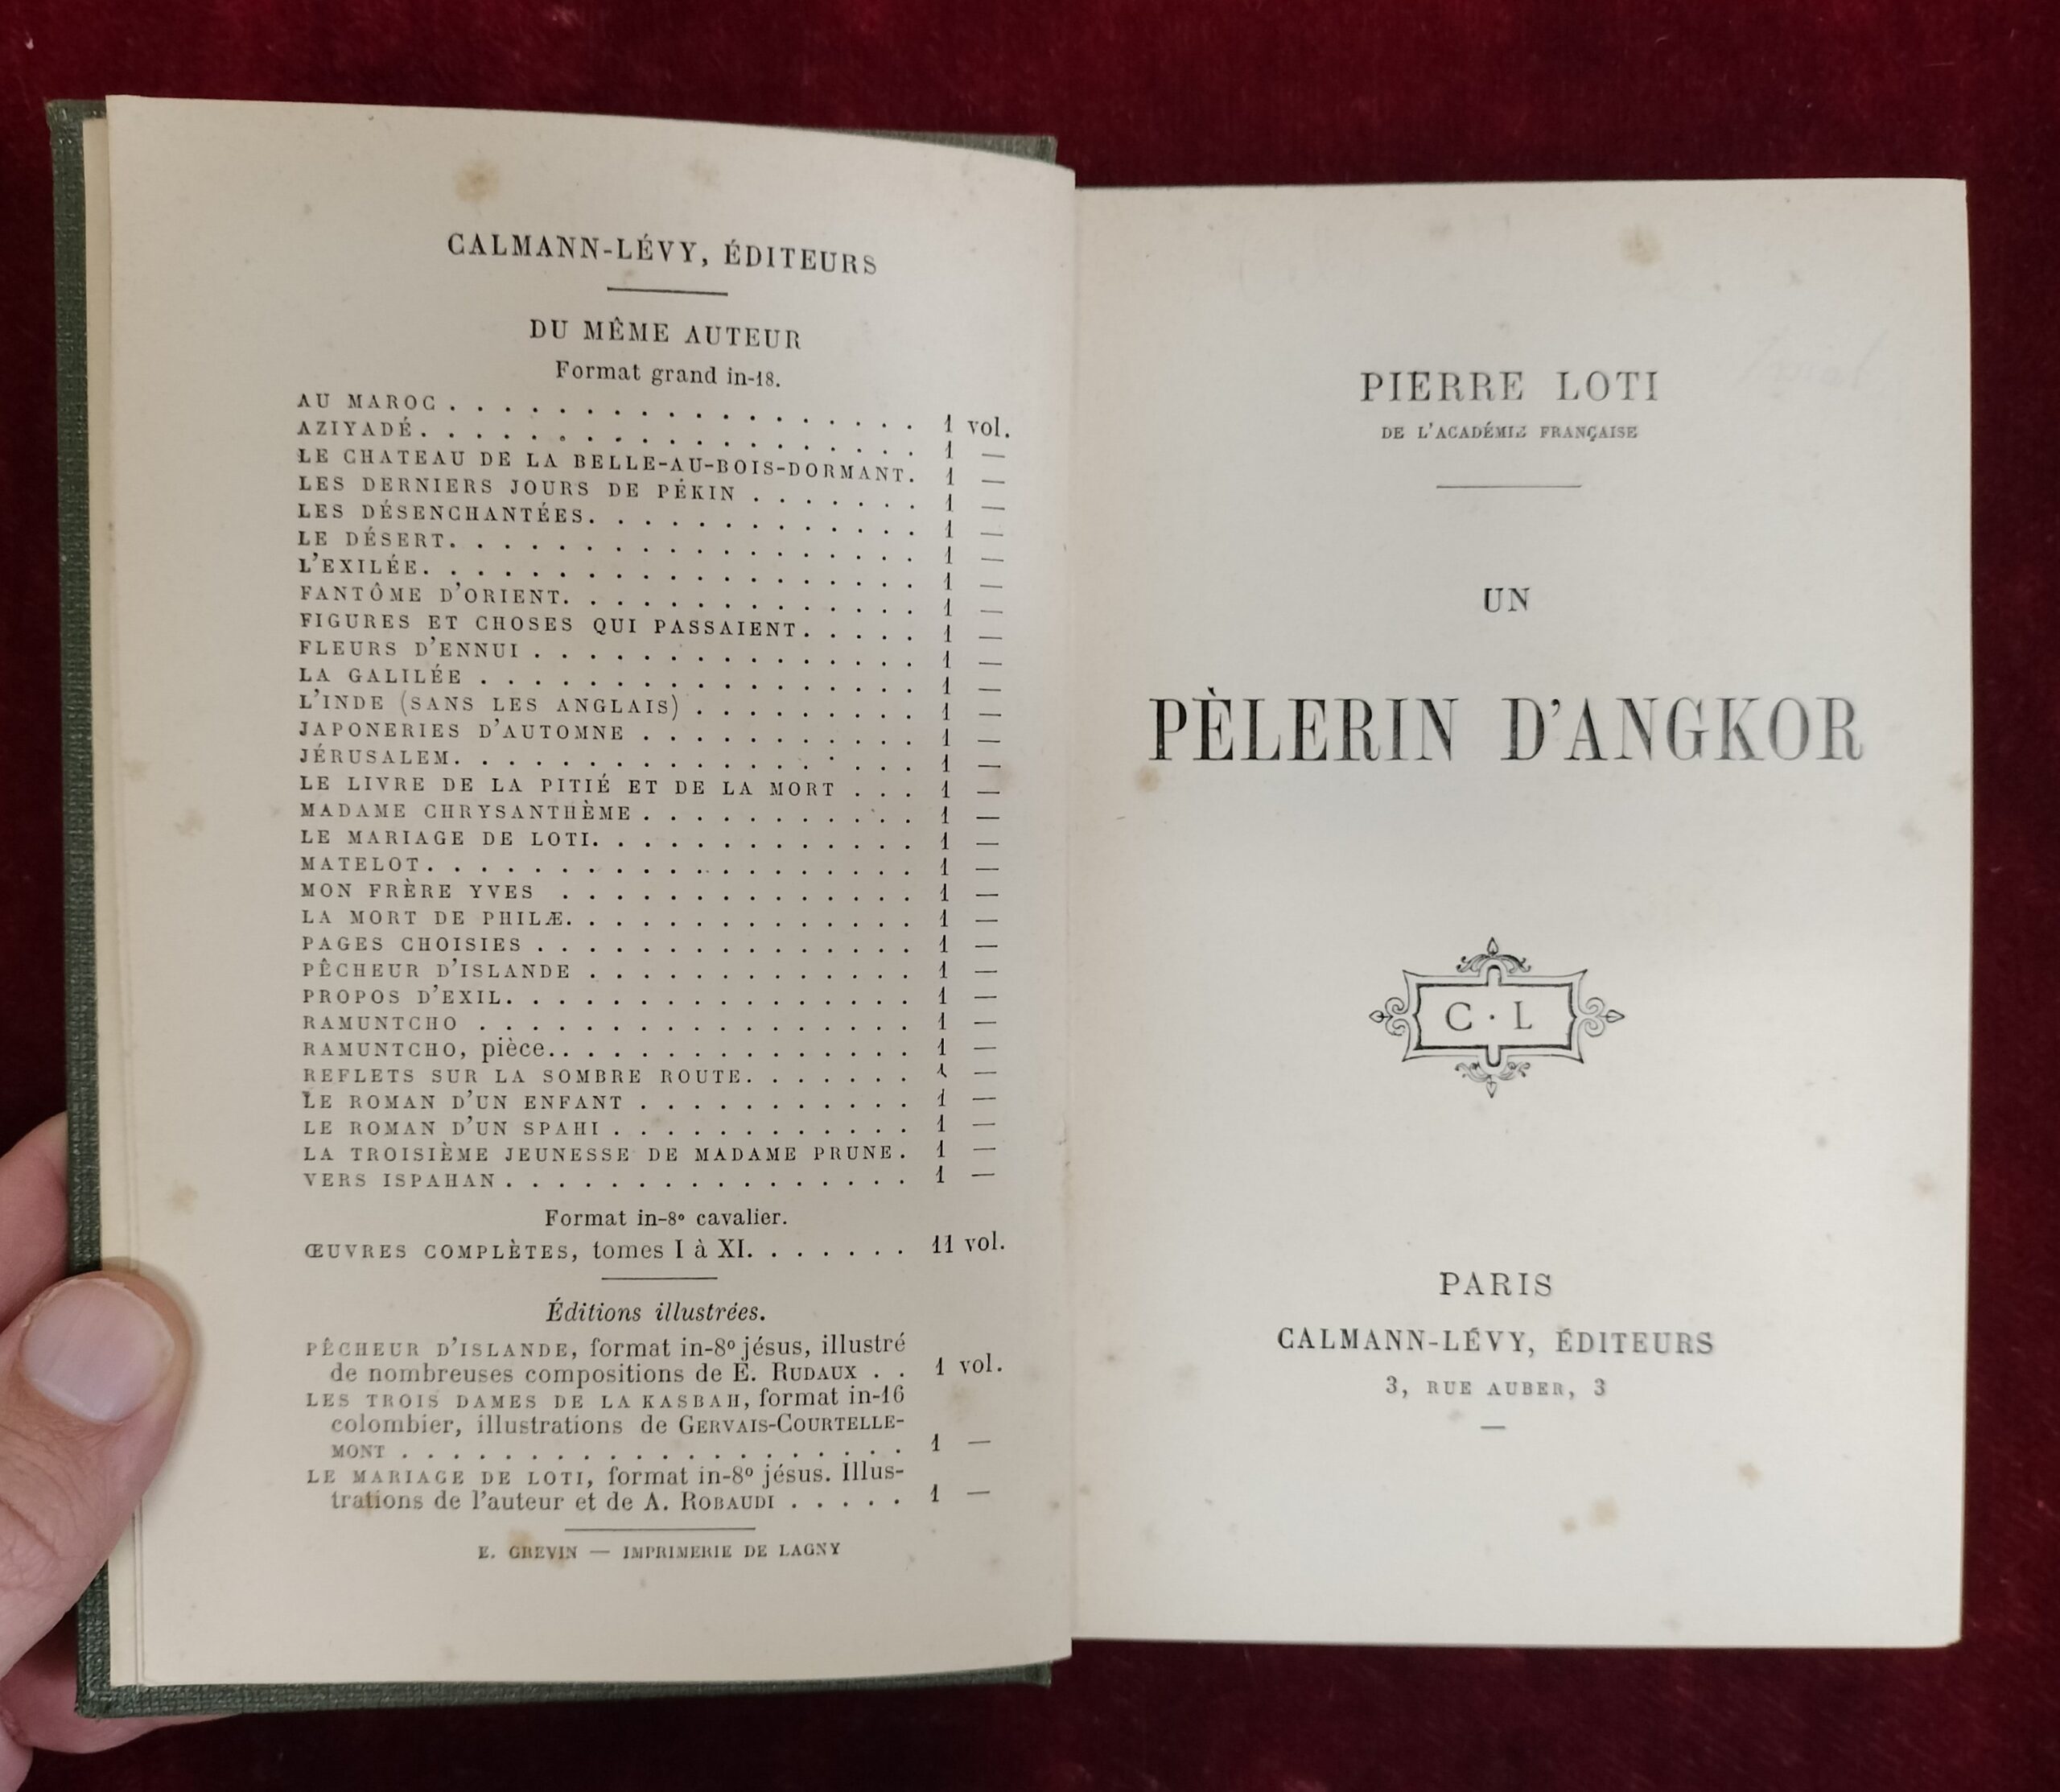 CALMANN-LÉVY, ÉDITEURS
DU MÊME AUTEUR
Format grand in-18.
AU MAROC . . . . . . . . . . . . . . . . . . 1 vol.
AZIYADÉ. . . . . . . . . . . . . . . . . . . 1 —
LE CHATEAU DE LA BELLE-AU-BOIS-DORMANT. 1 —
LES DERNIERS JOURS DE PÉKIN . . . . . . . 1 —
LES DÉSENCHANTÉES. . . . . . . . . . . . . 1 —
LE DÉSERT. . . . . . . . . . . . . . . . . . 1 —
L'EXILÉE. . . . . . . . . . . . . . . . . . . 1 —
FANTÔME D'ORIENT. . . . . . . . . . . . . . 1 —
FIGURES ET CHOSES QUI PASSAIENT. . . . . 1 —
FLEURS D'ENNUI . . . . . . . . . . . . . . . 1 —
LA GALILÉE . . . . . . . . . . . . . . . . . 1 —
L'INDE (SANS LES ANGLAIS) . . . . . . . . . 1 —
JAPONERIES D'AUTOMNE . . . . . . . . . . . 1 —
JÉRUSALEM. . . . . . . . . . . . . . . . . . 1 —
LE LIVRE DE LA PITIÉ ET DE LA MORT . . . 1 —
MADAME CHRYSANTHÈME . . . . . . . . . . . 1 —
LE MARIAGE DE LOTI. . . . . . . . . . . . . 1 —
MATELOT. . . . . . . . . . . . . . . . . . . 1 —
MON FRÈRE YVES . . . . . . . . . . . . . . 1 —
LA MORT DE PHILÆ. . . . . . . . . . . . . . 1 —
PAGES CHOISIES . . . . . . . . . . . . . . . 1 —
PÊCHEUR D'ISLANDE . . . . . . . . . . . . . 1 —
PROPOS D'EXIL. . . . . . . . . . . . . . . . 1 —
RAMUNTCHO . . . . . . . . . . . . . . . . . 1 —
RAMUNTCHO, pièce. . . . . . . . . . . . . . . 1 —
REFLETS SUR LA SOMBRE ROUTE. . . . . . . 1 —
LE ROMAN D'UN ENFANT . . . . . . . . . . . 1 —
LE ROMAN D'UN SPAHI . . . . . . . . . . . . 1 —
LA TROISIÈME JEUNESSE DE MADAME PRUNE. 1 —
VERS ISPAHAN . . . . . . . . . . . . . . . . 1 —
Format in-8º cavalier.
ŒUVRES COMPLÈTES, tomes I à XI. . . . . . . 11 vol.
Éditions illustrées.
PÊCHEUR D'ISLANDE, format in-8º jésus, illustré
de nombreuses compositions de E. RUDAUX . . 1 vol.
LES TROIS DAMES DE LA KASBAH, format in-16
colombier, illustrations de GERVAIS-COURTELLE-
MONT . . . . . . . . . . . . . . . . . . . . 1 —
LE MARIAGE DE LOTI, format in-8º jésus. Illus-
trations de l'auteur et de A. ROBAUDI . . . . . 1 —
E. GREVIN — IMPRIMERIE DE LAGNY
PIERRE LOTI
DE L'ACADÉMIE FRANÇAISE
UN
PÈLERIN D'ANGKOR
C · L
PARIS
CALMANN-LÉVY, ÉDITEURS
3, RUE AUBER, 3